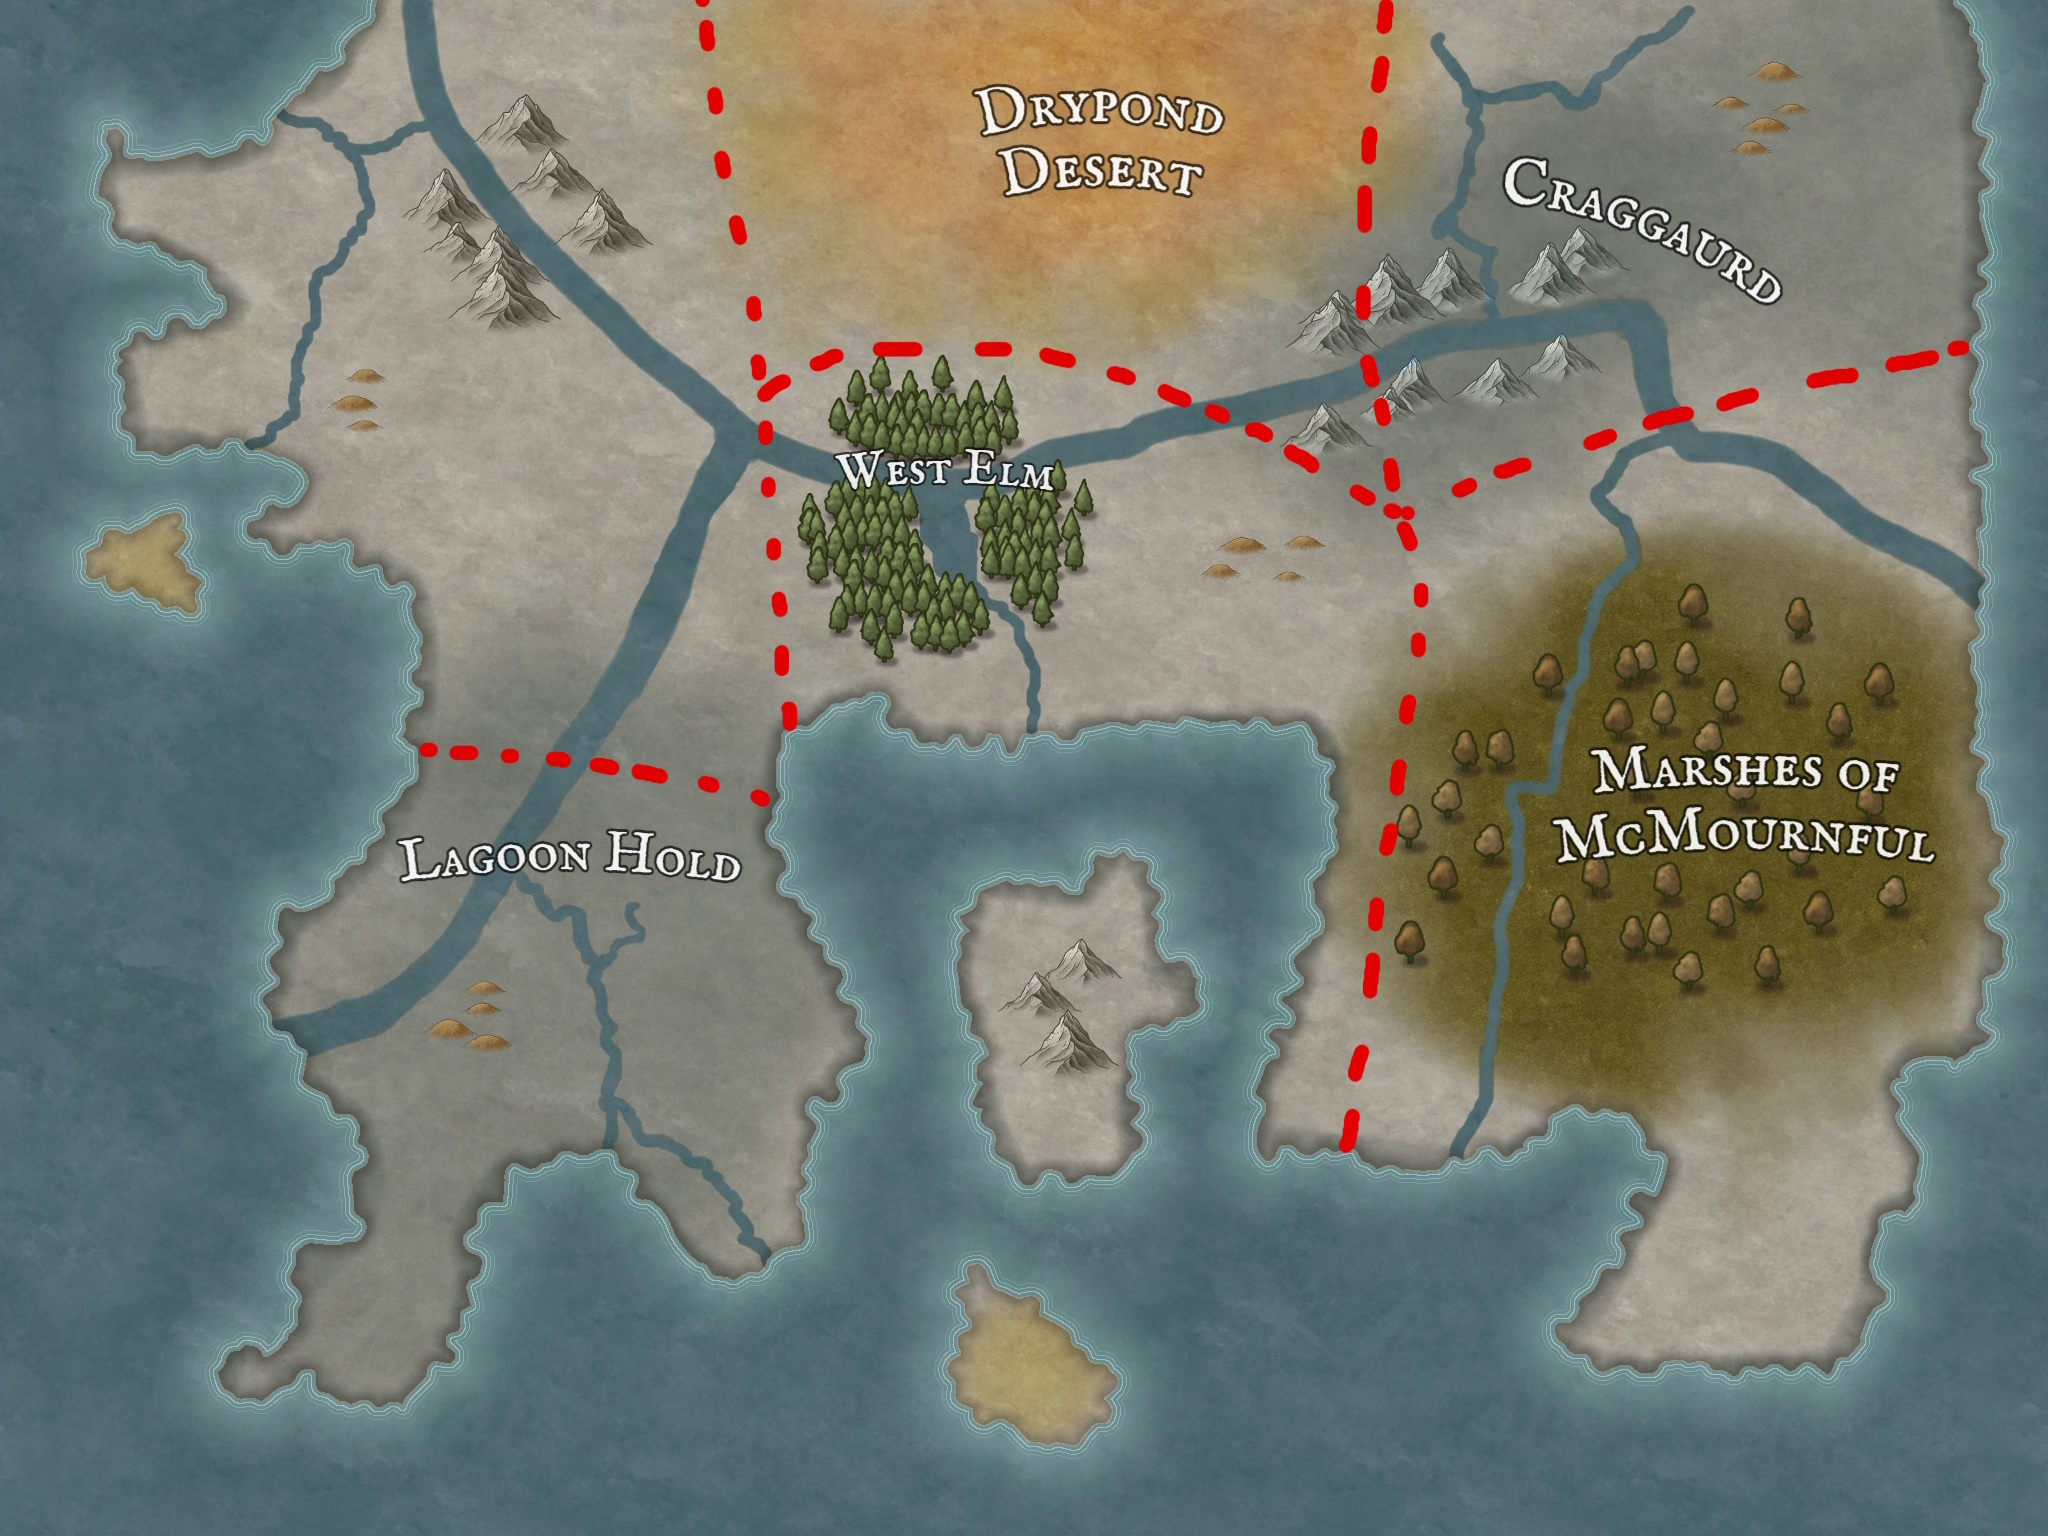 Drypond
Desert
Craggaurd
West Elm
Marshes of
McMournful
Lagoon Hold